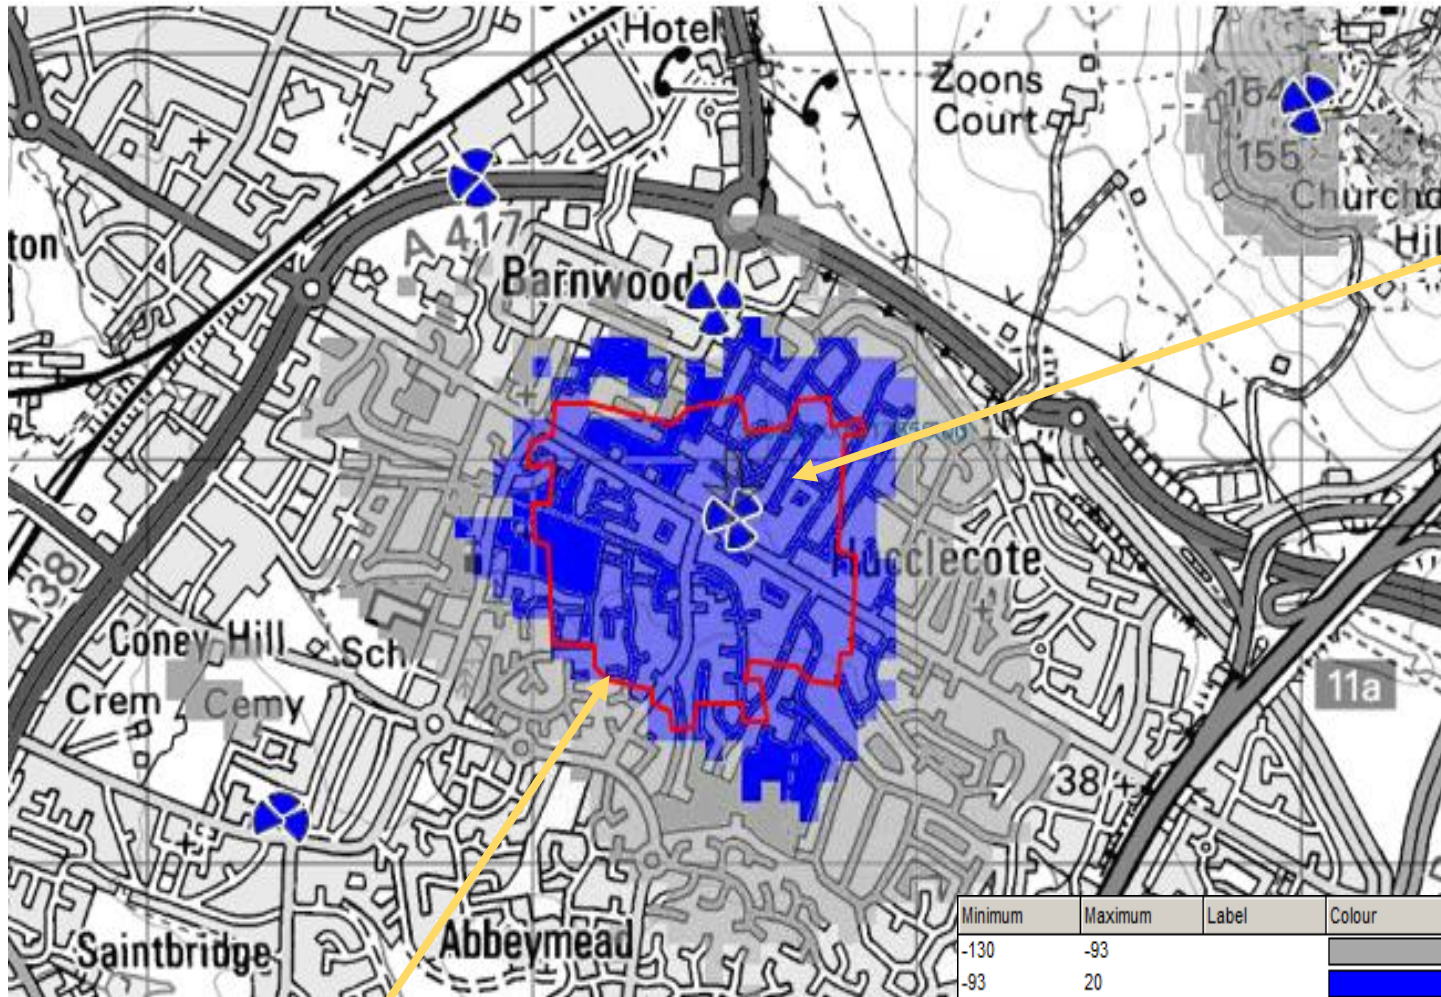 Hotel
Zoons
Court
164
155
Churchd
Hil
ton
A 417
Barnwood
Hucclecote
A 38
Coney Hill
Sch
Crem
Cemy
11a
38
Saintbridge
Abbeymead
Minimum Maximum Label Colour
-130 -93
-93 20